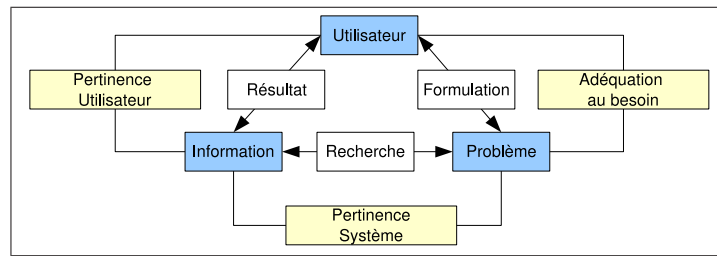 Utilisateur
Pertinence
Utilisateur
Résultat
Formulation
Adéquation
au besoin
Information
Recherche
Problème
Pertinence
Système